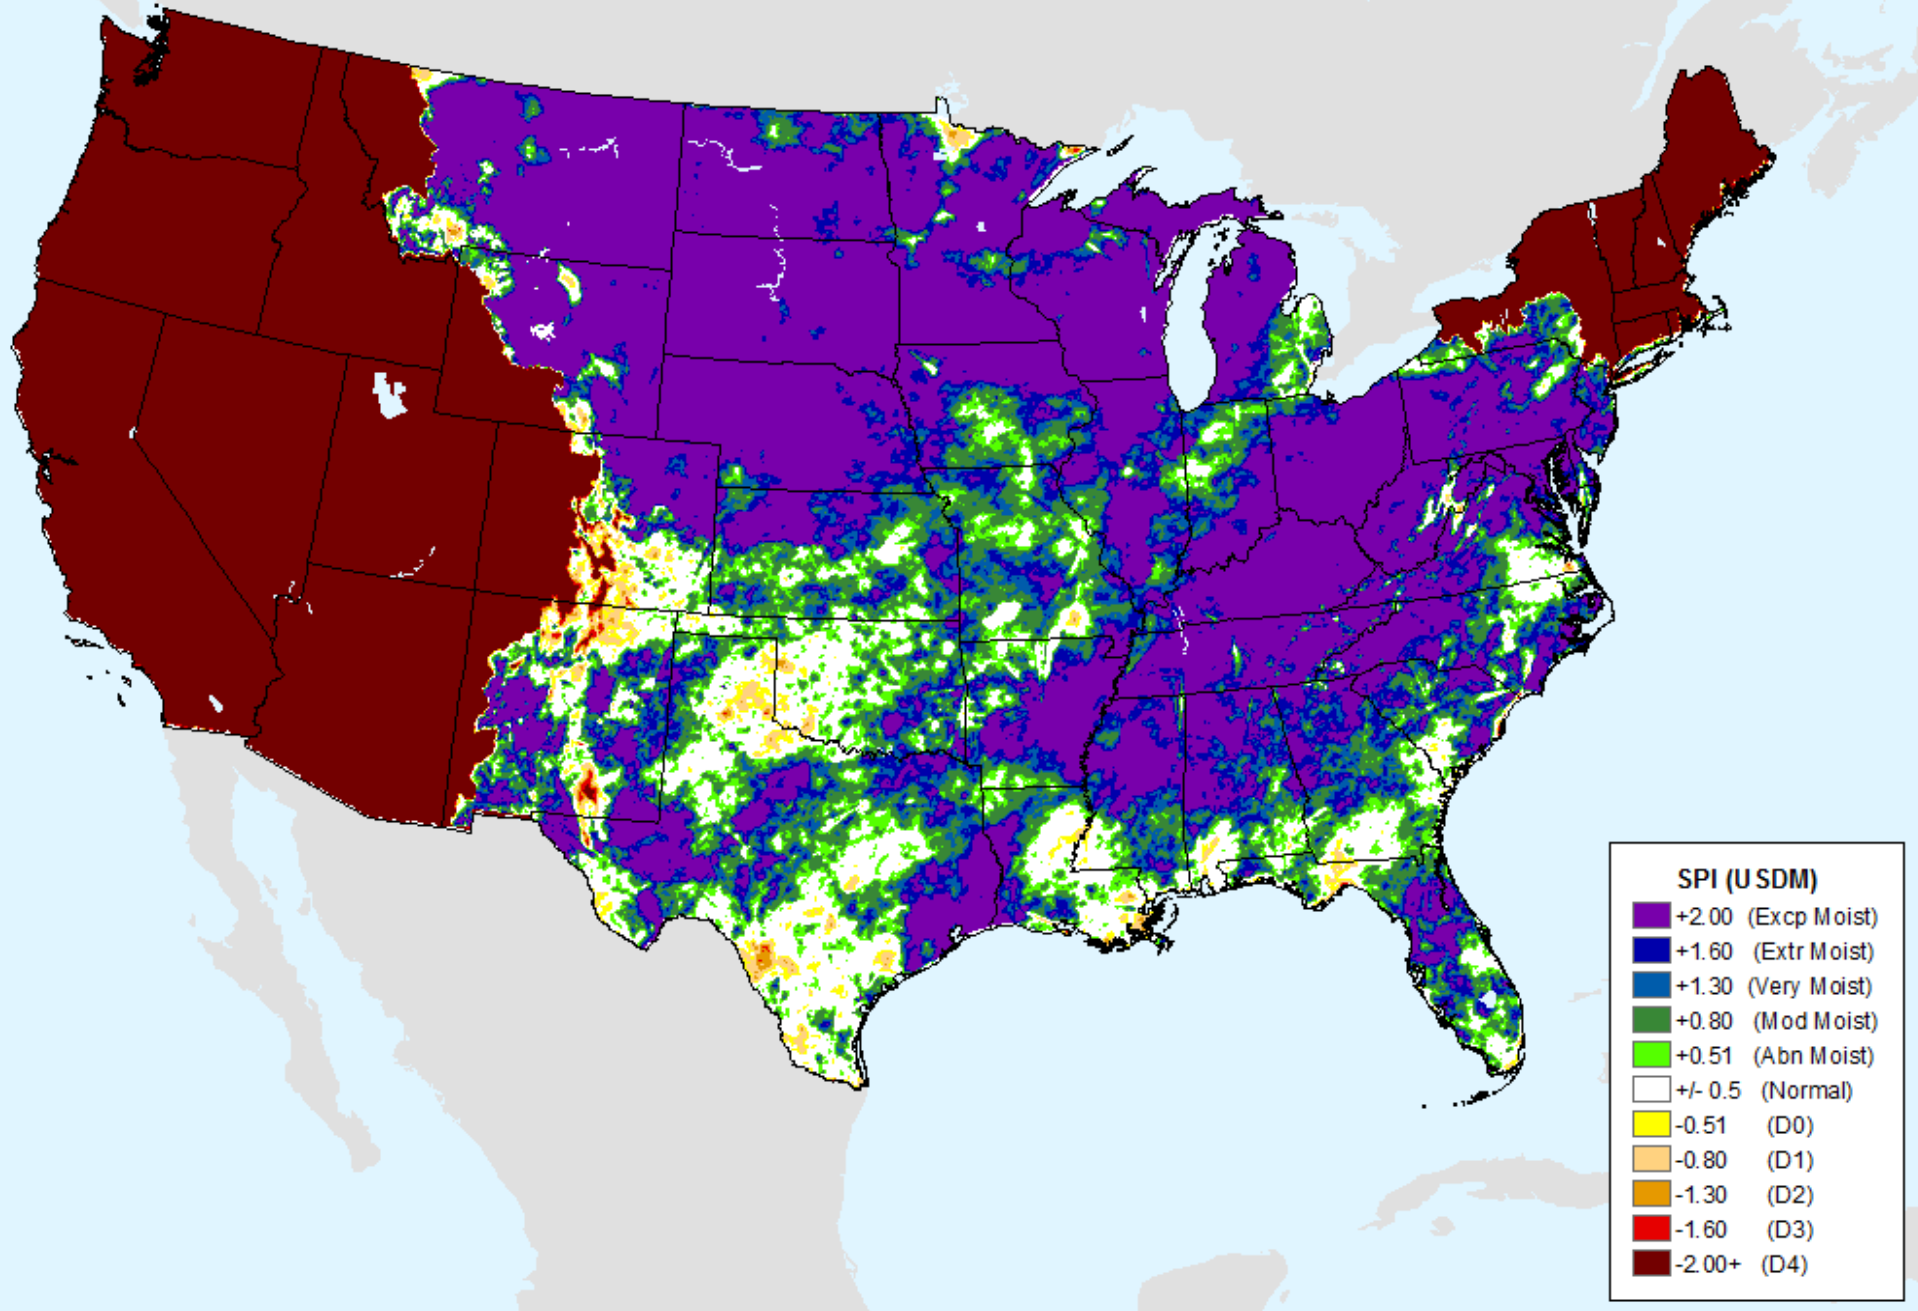 SPI (USDM)
+2.00 (Excp Moist)
+1.60 (Extr Moist)
+1.30 (Very Moist)
+0.80 (Mod Moist)
+0.51 (Abn Moist)
+/- 0.5 (Normal)
-0.51 (D0)
-0.80 (D1)
-1.30 (D2)
-1.60 (D3)
-2.00+ (D4)